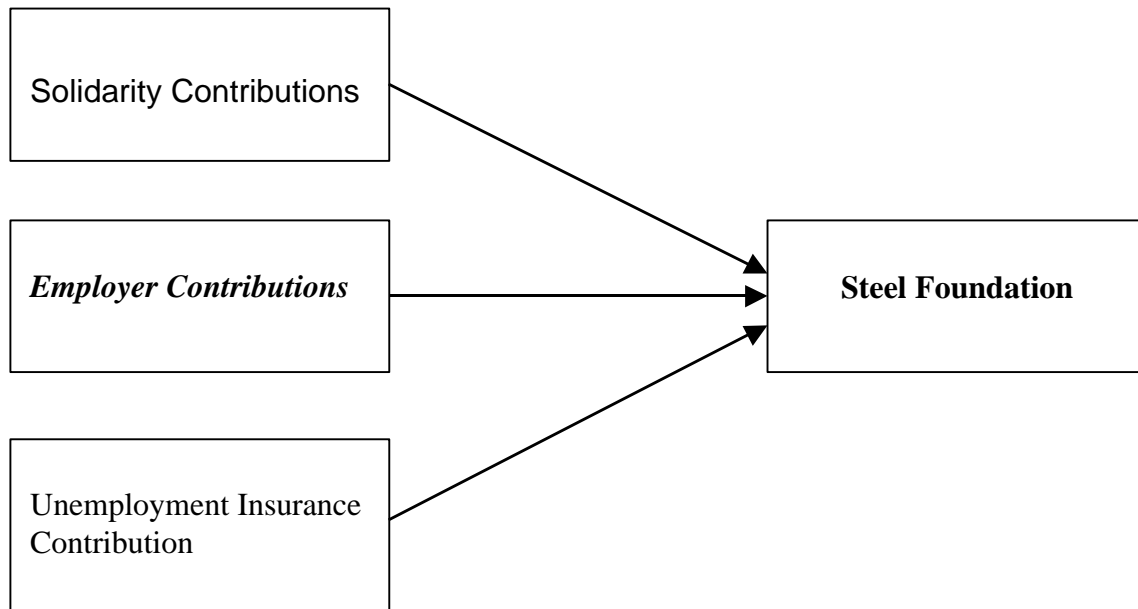 Solidarity Contributions
Employer Contributions
Steel Foundation
Unemployment Insurance
Contribution